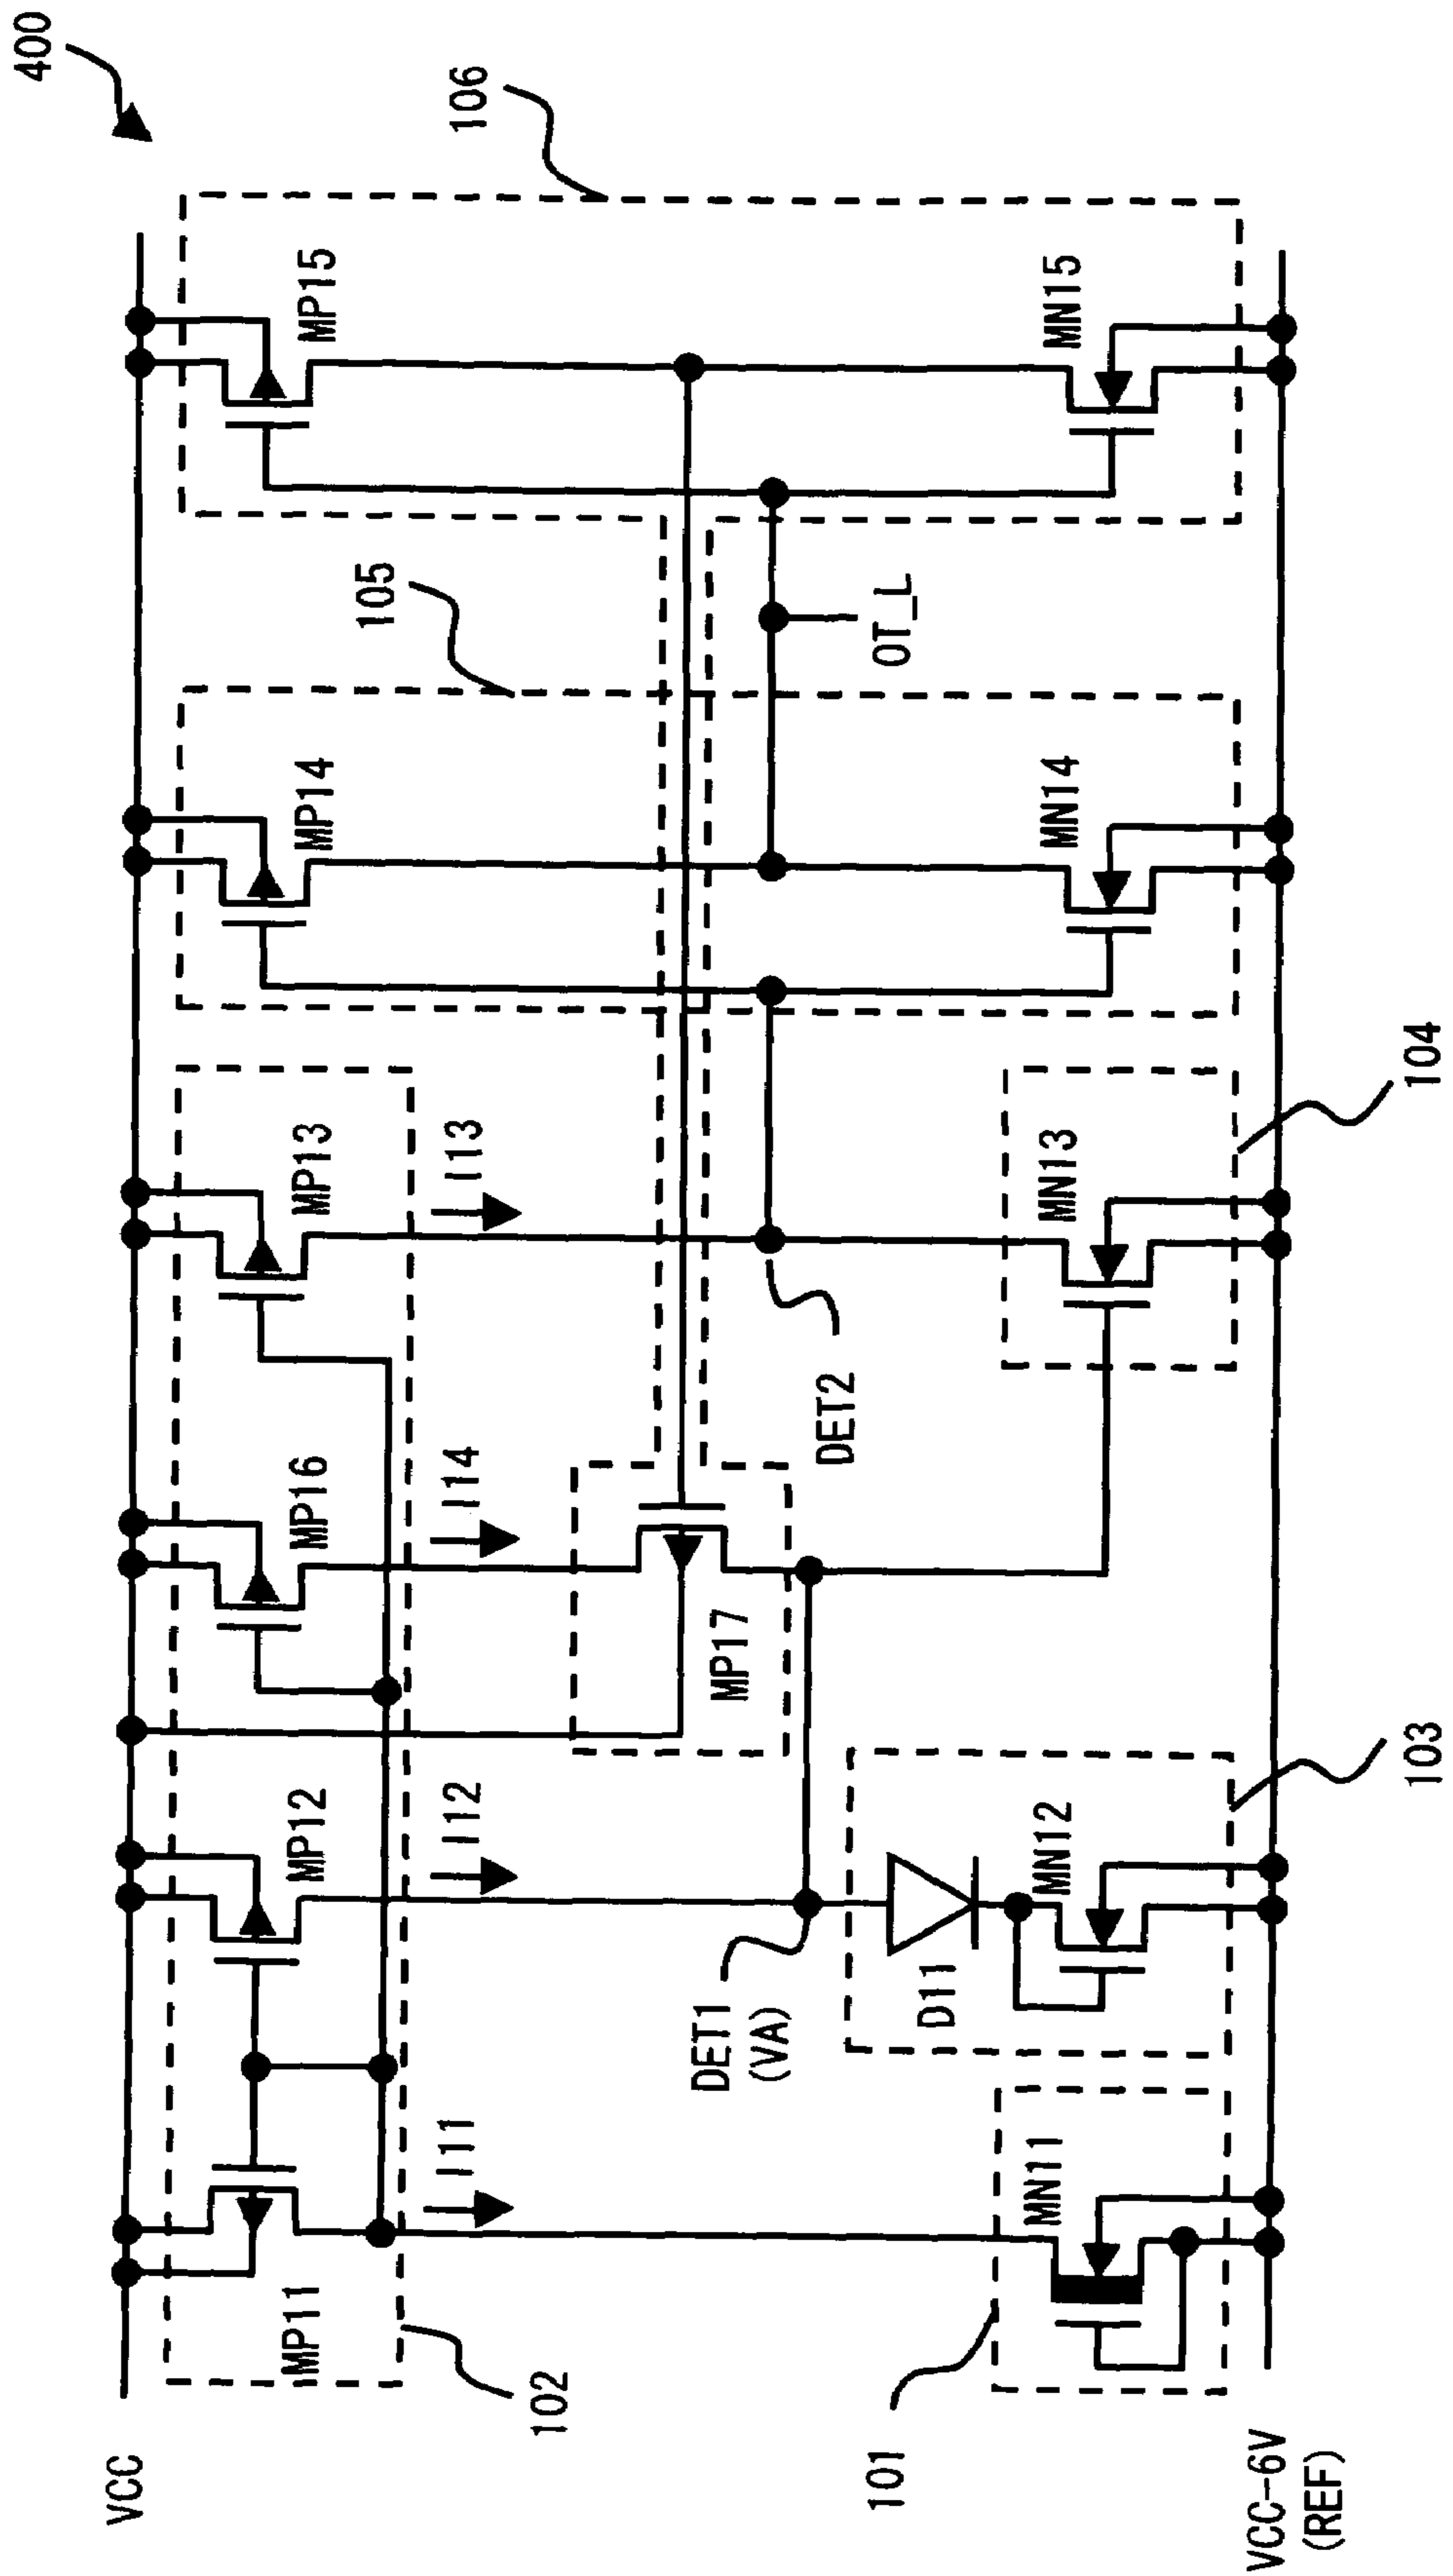 400
106
105
VCC
MP11
MP12
MP16
MP13
MP14
MP15
102
I11
I12
I14
I13
MP17
DET1
(VA)
DET2
OT_L
D11
101
MN11
MN12
MN13
MN14
MN15
103
104
VCC-6V
(REF)